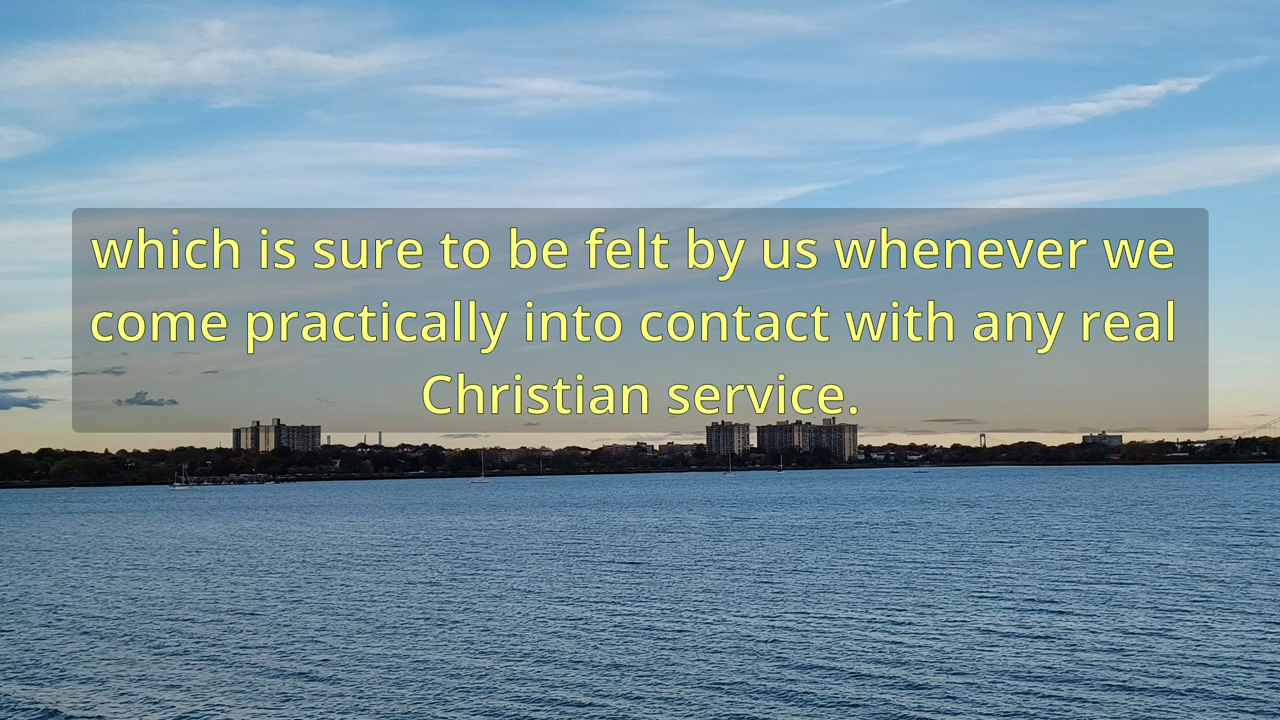 which is sure to be felt by us whenever we
come practically into contact with any real
Christian service.